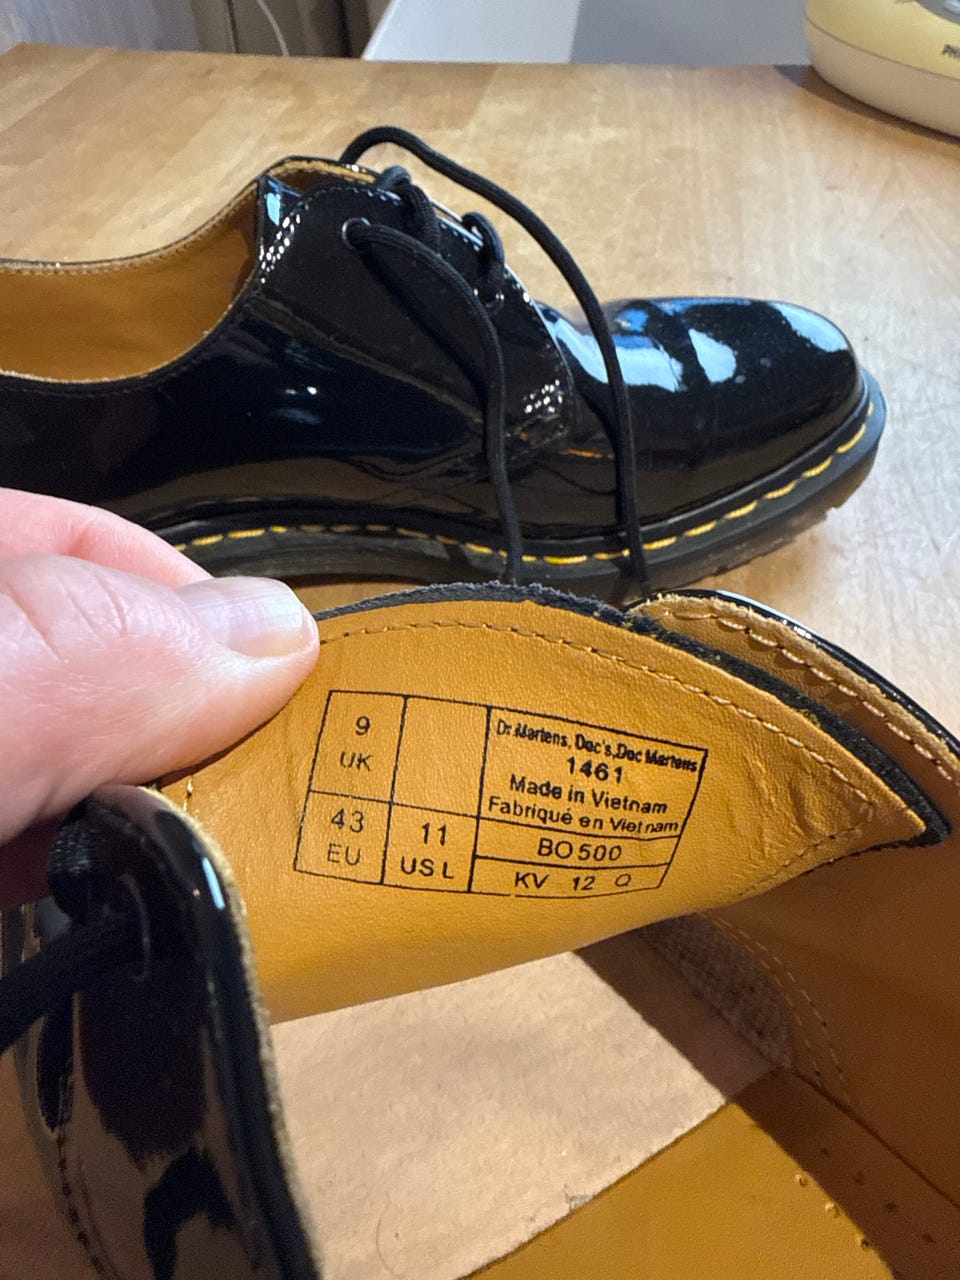 9
UK
43
EU
11
US L
Dr.Martens, Doc's,Doc Martens
1461
Made in Vietnam
Fabriqué en Vietnam
BO500
KV 12 Q